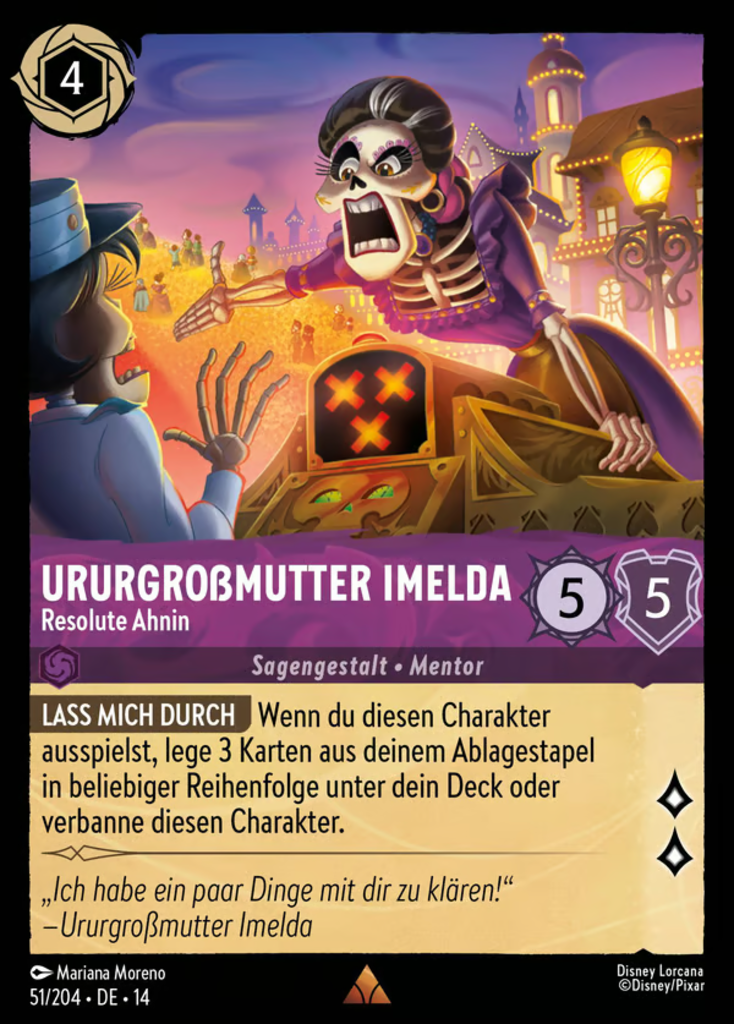 4
URURGROßMUTTER IMELDA
Resolute Ahnin
5
5
Sagengestalt • Mentor
LASS MICH DURCH Wenn du diesen Charakter
ausspielst, lege 3 Karten aus deinem Ablagestapel
in beliebiger Reihenfolge unter dein Deck oder
verbanne diesen Charakter.
„Ich habe ein paar Dinge mit dir zu klären!“
–Ururgroßmutter Imelda
Mariana Moreno
51/204 • DE • 14
Disney Lorcana
©Disney/Pixar